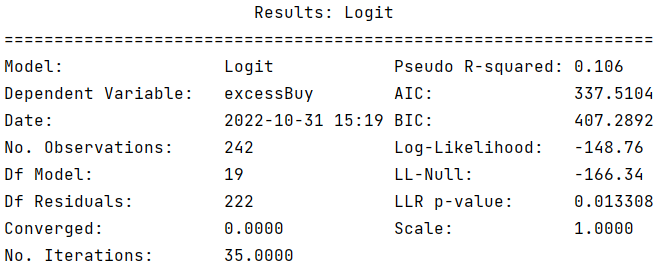 Results: Logit
=================================================================
Model: Logit Pseudo R-squared: 0.106
Dependent Variable: excessBuy AIC: 337.5104
Date: 2022-10-31 15:19 BIC: 407.2892
No. Observations: 242 Log-Likelihood: -148.76
Df Model: 19 LL-Null: -166.34
Df Residuals: 222 LLR p-value: 0.013308
Converged: 0.0000 Scale: 1.0000
No. Iterations: 35.0000